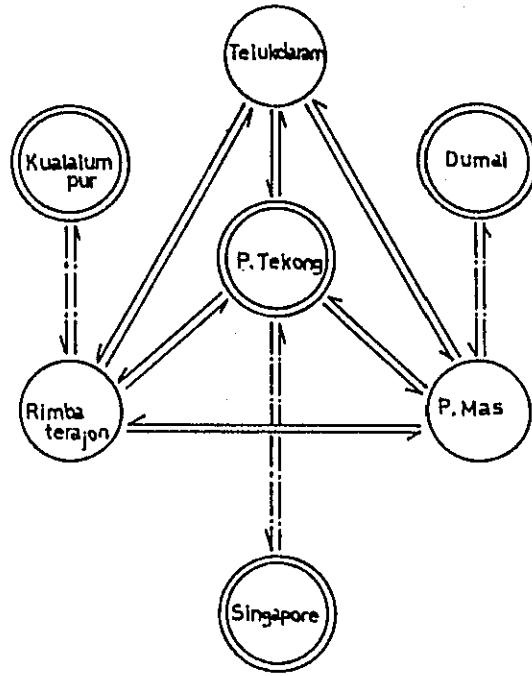 Telukdaram
Kualalum
pur
Dumai
P. Tekong
Rimba
terajon
P. Mas
Singapore